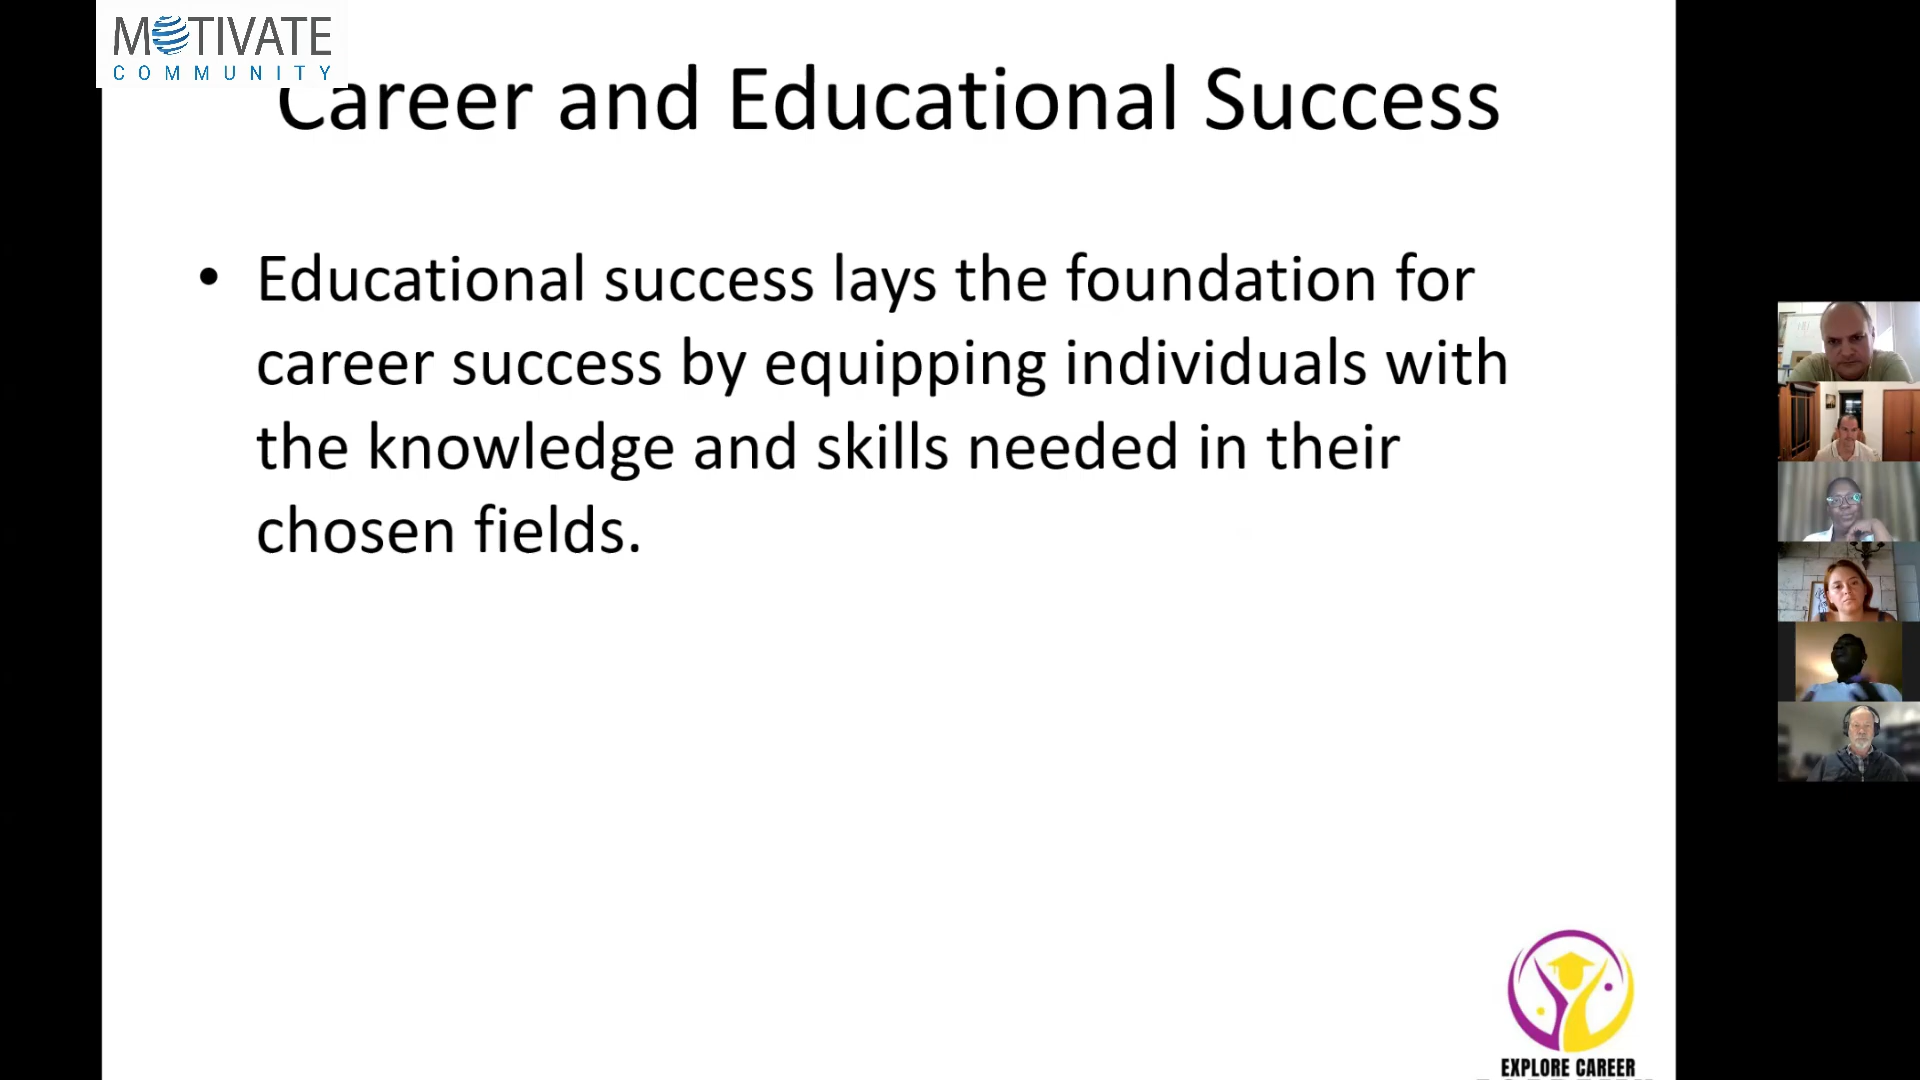 MOTIVATE
COMMUNITY
Career and Educational Success
• Educational success lays the foundation for
career success by equipping individuals with
the knowledge and skills needed in their
chosen fields.
EXPLORE CAREER